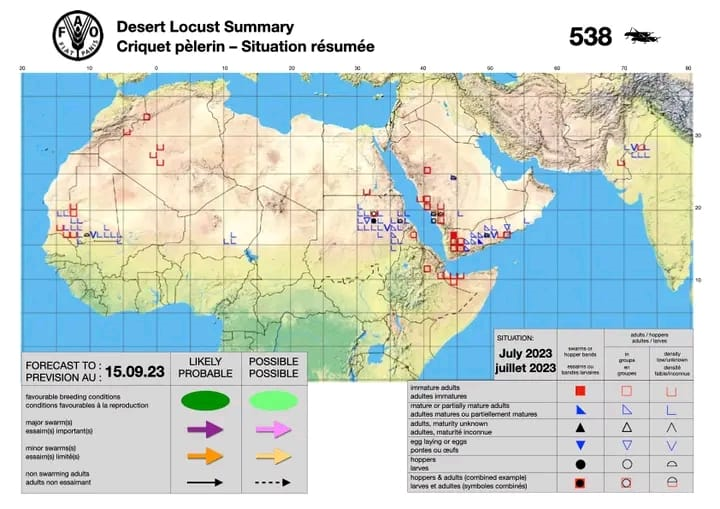 F A O
FIAT PANIS
Desert Locust Summary
Criquet pèlerin – Situation résumée
538
20 10 0 10 20 30 40 50 60 70 80
30
20
10
FORECAST TO :
PREVISION AU : 15.09.23
LIKELY
PROBABLE
POSSIBLE
POSSIBLE
favourable breeding conditions
conditions favourables à la reproduction
major swarm(s)
essaim(s) important(s)
minor swarms(s)
essaim(s) limité(s)
non swarming adults
adults non essaimant
SITUATION:
July 2023
juillet 2023
swarms or
hopper bands
essaims ou
bandes larvaires
adults / hoppers
adultes / larves
in
groups
en
groupes
density
low/unknown
densité
faible/inconnue
immature adults
adultes immatures
mature or partially mature adults
adultes matures ou partiellement matures
adults, maturity unknown
adultes, maturité inconnue
egg laying or eggs
pontes ou œufs
hoppers
larves
hoppers & adults (combined example)
larves et adultes (symboles combinés)